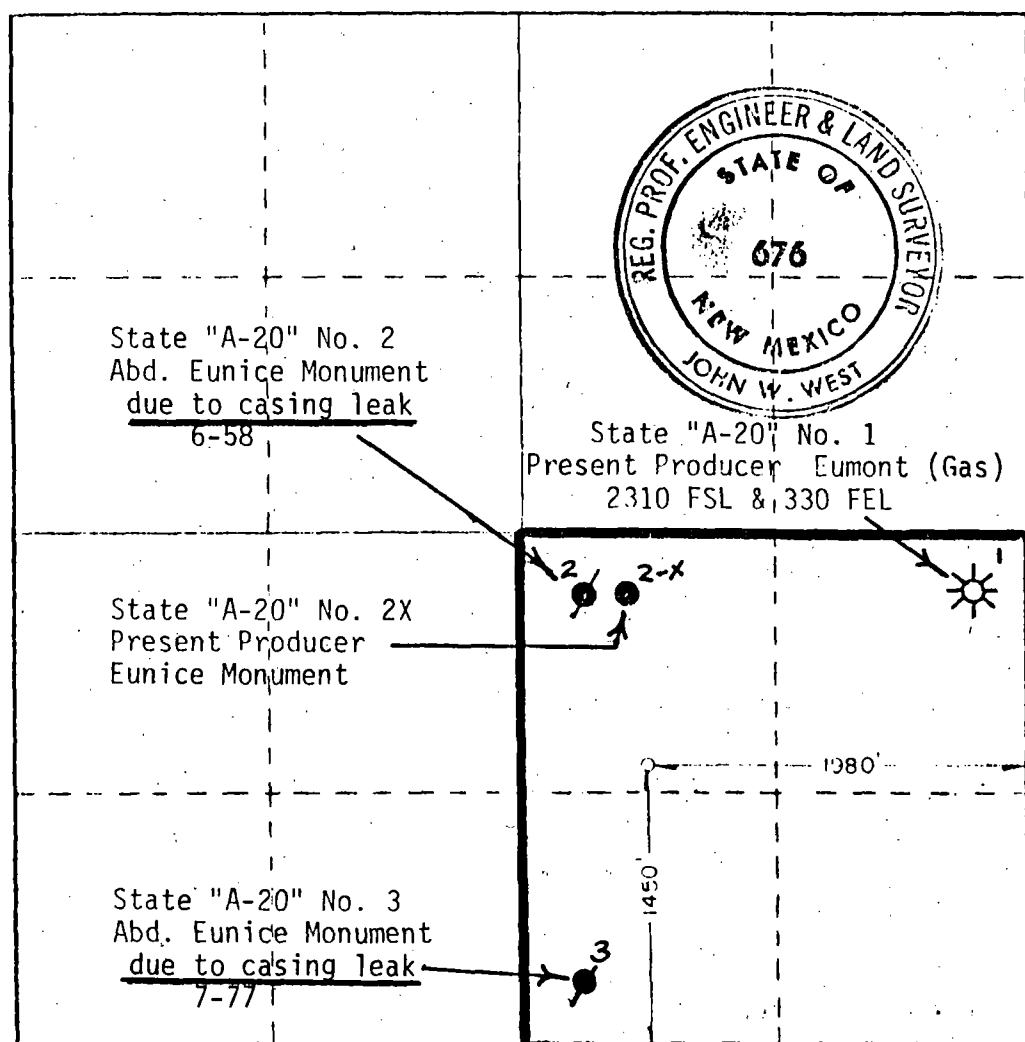 REG. PROF. ENGINEER & LAND SURVEYOR
STATE OF
676
NEW MEXICO
JOHN W. WEST
State "A-20" No. 2
Abd. Eunice Monument
due to casing leak
6-58
State "A-20" No. 1
Present Producer Eumont (Gas)
2310 FSL & 330 FEL
2
2-X
1
State "A-20" No. 2X
Present Producer
Eunice Monument
1980'
1450'
State "A-20" No. 3
Abd. Eunice Monument
due to casing leak
7-77
3